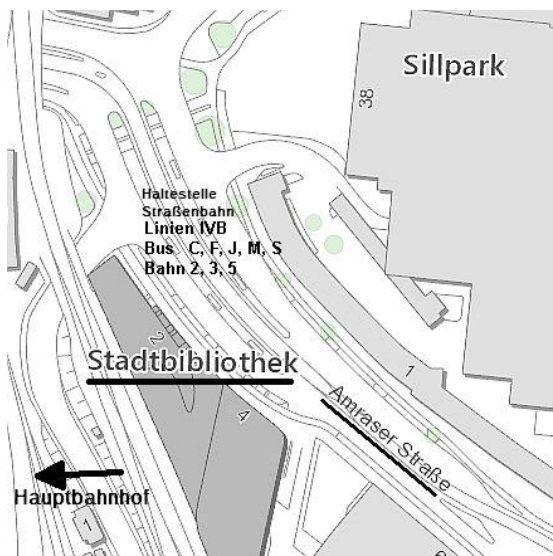 Sillpark
38
Haltestelle
Straßenbahn
Linien IVB
Bus C, F, J, M, S
Bahn 2, 3, 5
2
Stadtbibliothek
1
4
Amraser Straße
Hauptbahnhof
1